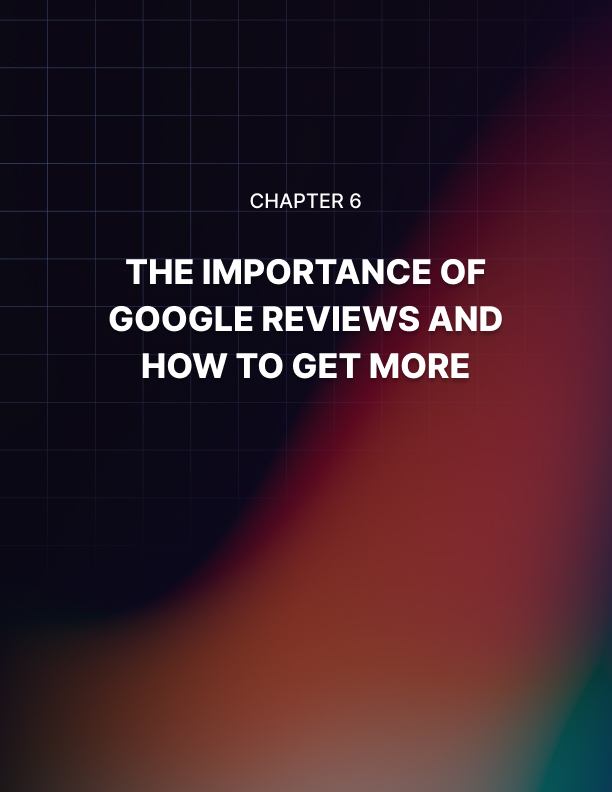 CHAPTER 6
THE IMPORTANCE OF
GOOGLE REVIEWS AND
HOW TO GET MORE